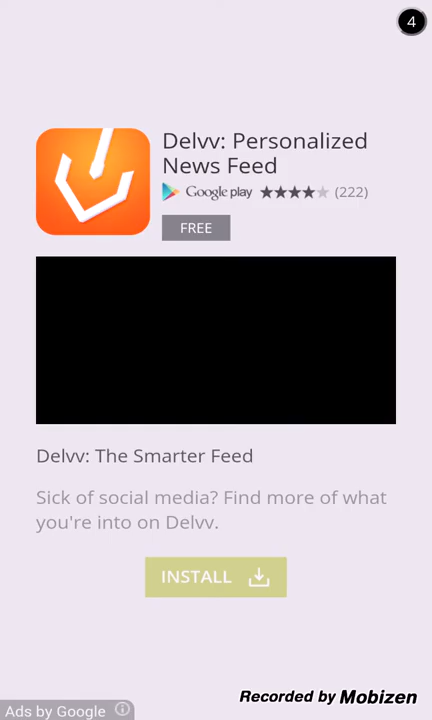 4
Delvv: Personalized
News Feed
Google play (222)
FREE
Delvv: The Smarter Feed
Sick of social media? Find more of what
you're into on Delvv.
INSTALL
Recorded by Mobizen
Ads by Google